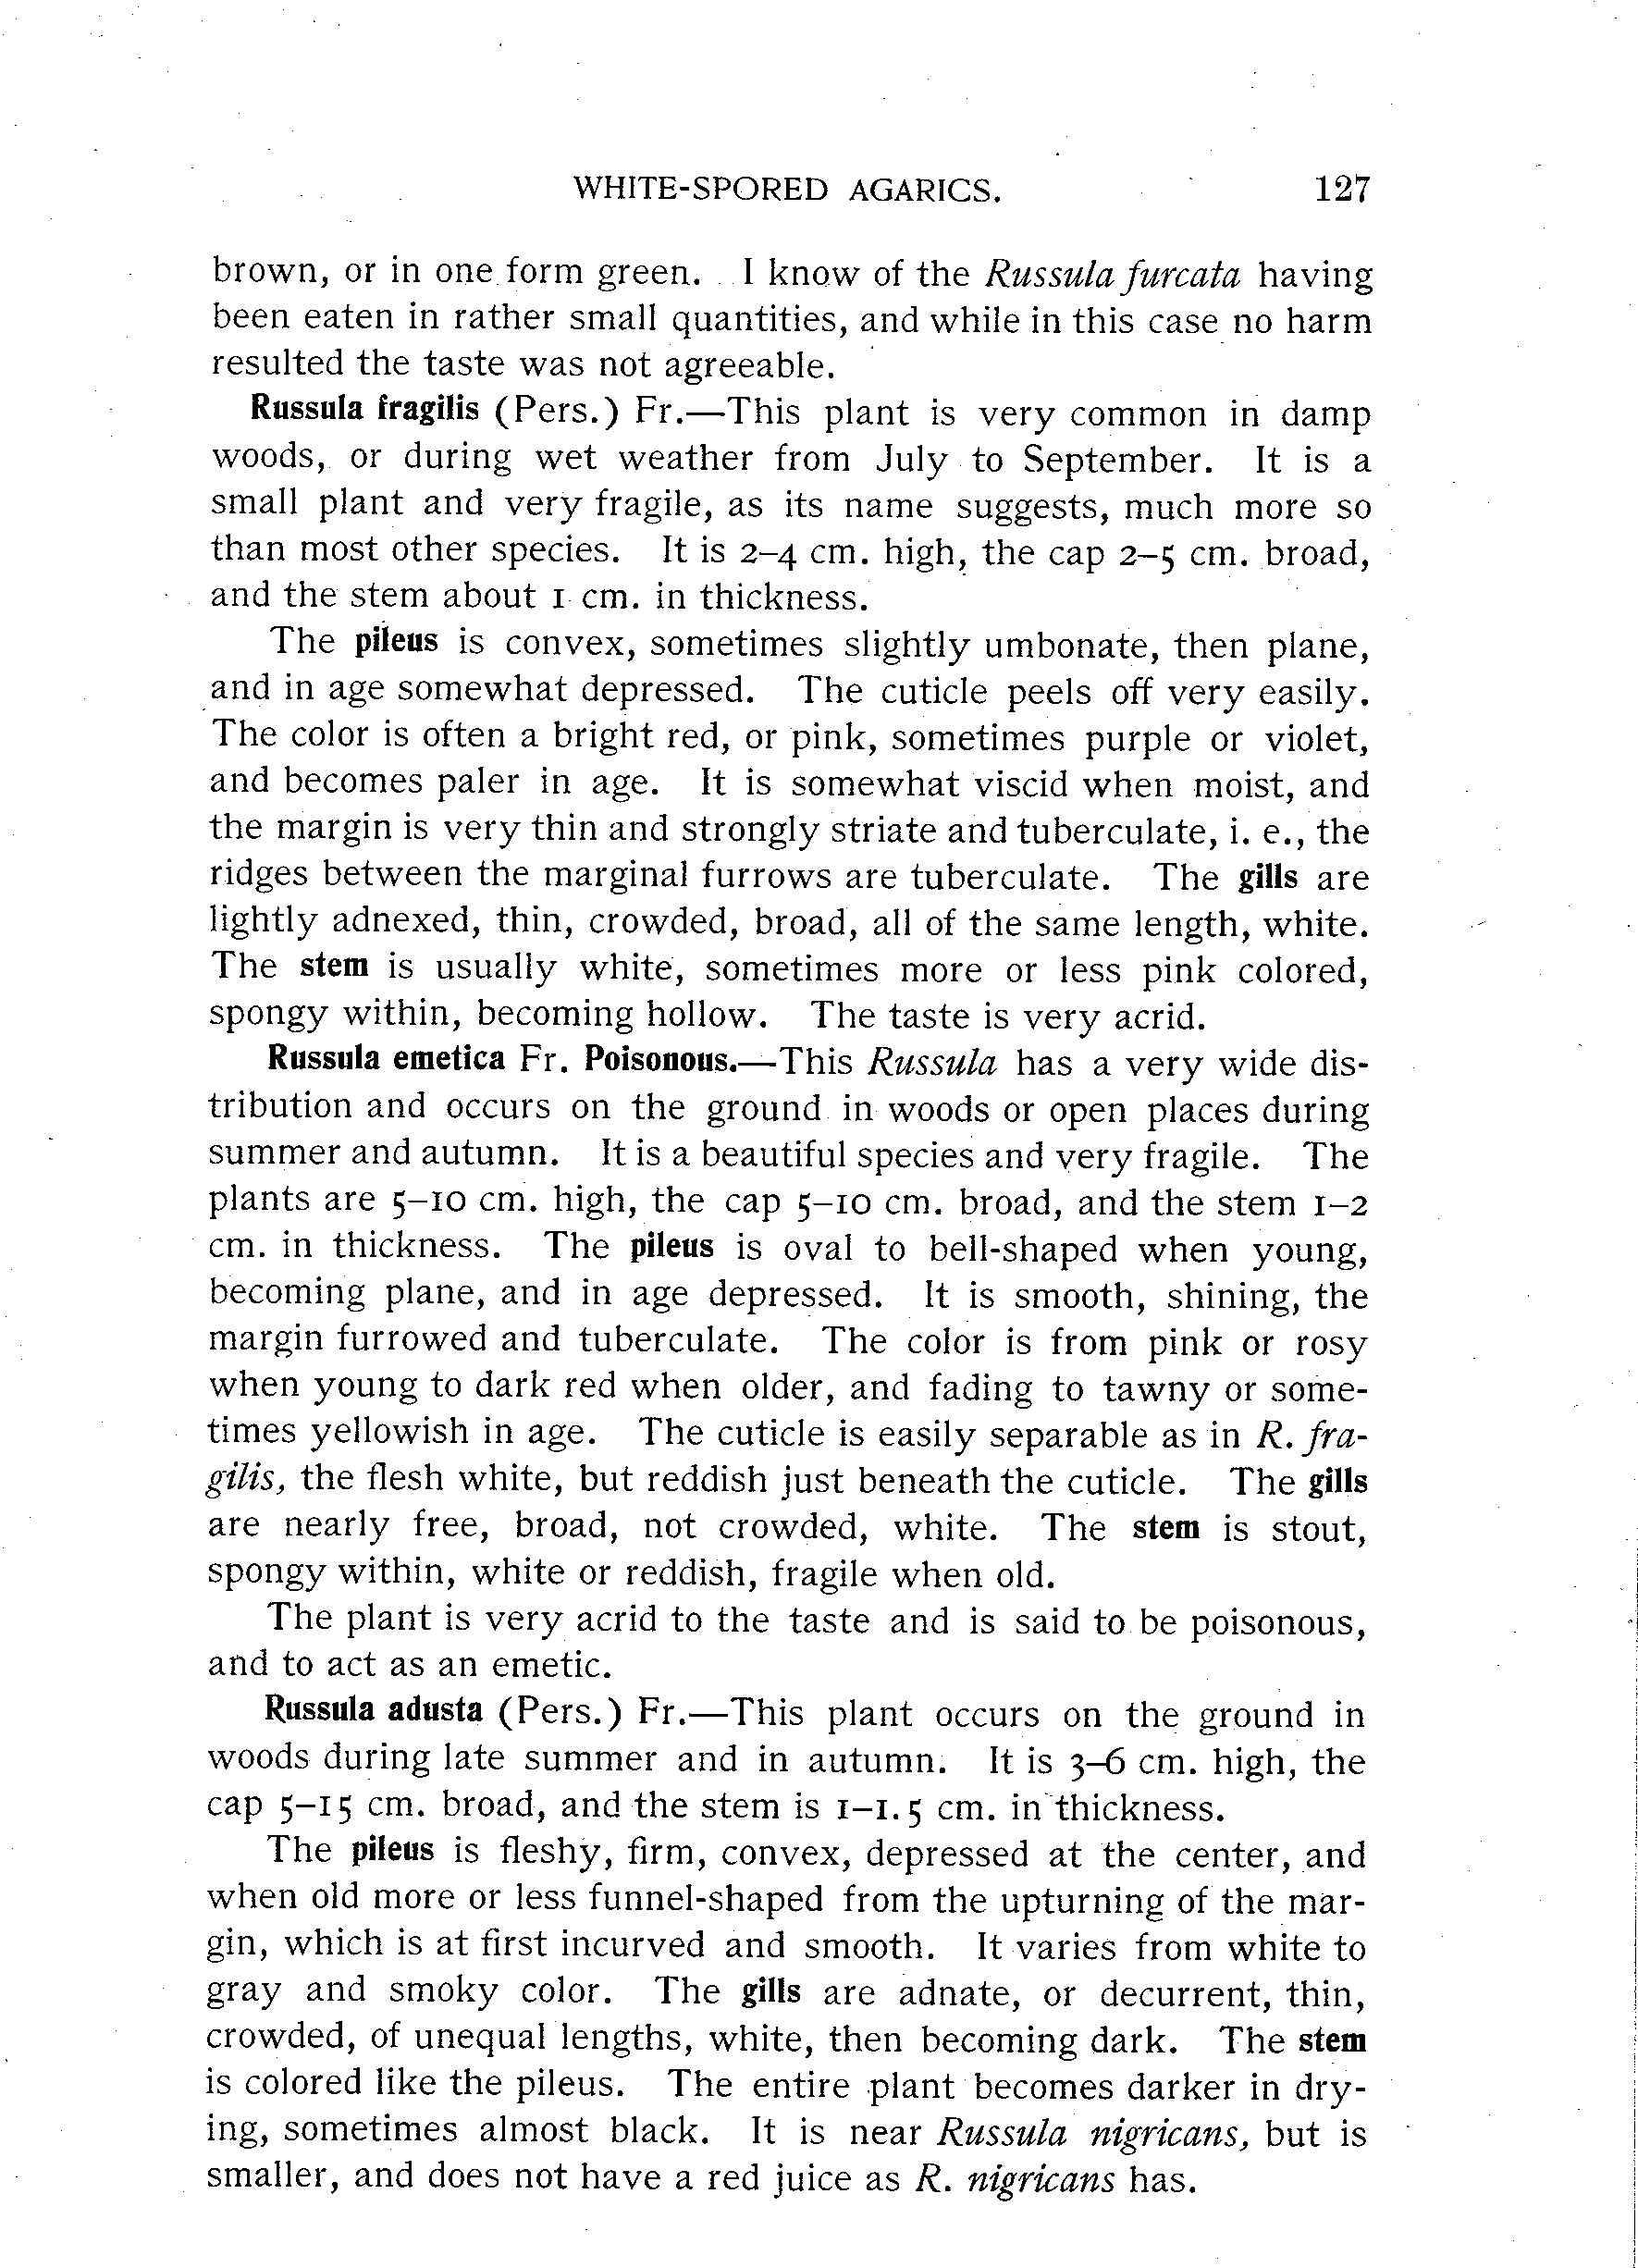 WHITE-SPORED AGARICS. 127
brown, or in one form green. I know of the Russula furcata having
been eaten in rather small quantities, and while in this case no harm
resulted the taste was not agreeable.
Russula fragilis (Pers.) Fr.—This plant is very common in damp
woods, or during wet weather from July to September. It is a
small plant and very fragile, as its name suggests, much more so
than most other species. It is 2–4 cm. high, the cap 2–5 cm. broad,
and the stem about 1 cm. in thickness.
The pileus is convex, sometimes slightly umbonate, then plane,
and in age somewhat depressed. The cuticle peels off very easily.
The color is often a bright red, or pink, sometimes purple or violet,
and becomes paler in age. It is somewhat viscid when moist, and
the margin is very thin and strongly striate and tuberculate, i. e., the
ridges between the marginal furrows are tuberculate. The gills are
lightly adnexed, thin, crowded, broad, all of the same length, white.
The stem is usually white, sometimes more or less pink colored,
spongy within, becoming hollow. The taste is very acrid.
Russula emetica Fr. Poisonous.—This Russula has a very wide dis-
tribution and occurs on the ground in woods or open places during
summer and autumn. It is a beautiful species and very fragile. The
plants are 5–10 cm. high, the cap 5–10 cm. broad, and the stem 1–2
cm. in thickness. The pileus is oval to bell-shaped when young,
becoming plane, and in age depressed. It is smooth, shining, the
margin furrowed and tuberculate. The color is from pink or rosy
when young to dark red when older, and fading to tawny or some-
times yellowish in age. The cuticle is easily separable as in R. fra-
gilis, the flesh white, but reddish just beneath the cuticle. The gills
are nearly free, broad, not crowded, white. The stem is stout,
spongy within, white or reddish, fragile when old.
The plant is very acrid to the taste and is said to be poisonous,
and to act as an emetic.
Russula adusta (Pers.) Fr.—This plant occurs on the ground in
woods during late summer and in autumn. It is 3–6 cm. high, the
cap 5–15 cm. broad, and the stem is 1–1.5 cm. in thickness.
The pileus is fleshy, firm, convex, depressed at the center, and
when old more or less funnel-shaped from the upturning of the mar-
gin, which is at first incurved and smooth. It varies from white to
gray and smoky color. The gills are adnate, or decurrent, thin,
crowded, of unequal lengths, white, then becoming dark. The stem
is colored like the pileus. The entire plant becomes darker in dry-
ing, sometimes almost black. It is near Russula nigricans, but is
smaller, and does not have a red juice as R. nigricans has.